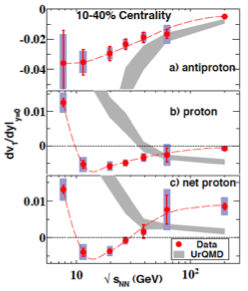 10-40% Centrality
0
-0.02
-0.04
a) antiproton
dv₁/dy|y=0
0.01
0
b) proton
0.01
0
c) net proton
Data
UrQMD
10
10²
√sNN (GeV)